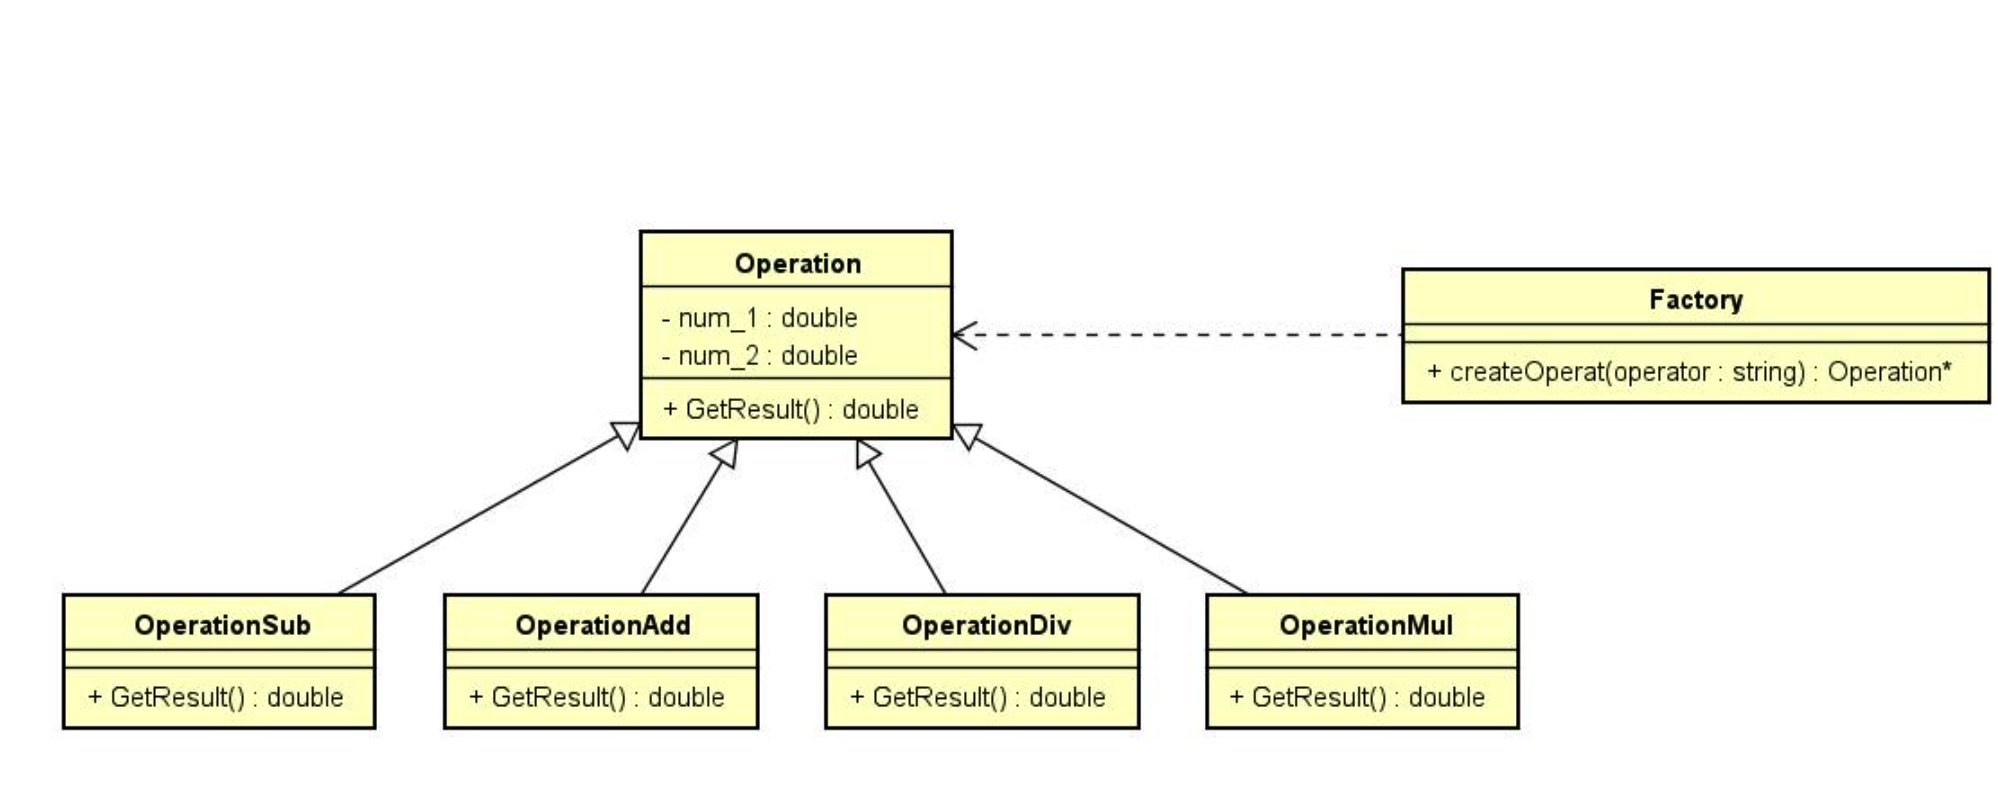 Operation
- num_1 : double
- num_2 : double
+ GetResult() : double
Factory
+ createOperat(operator : string) : Operation*
OperationSub
+ GetResult() : double
OperationAdd
+ GetResult() : double
OperationDiv
+ GetResult() : double
OperationMul
+ GetResult() : double